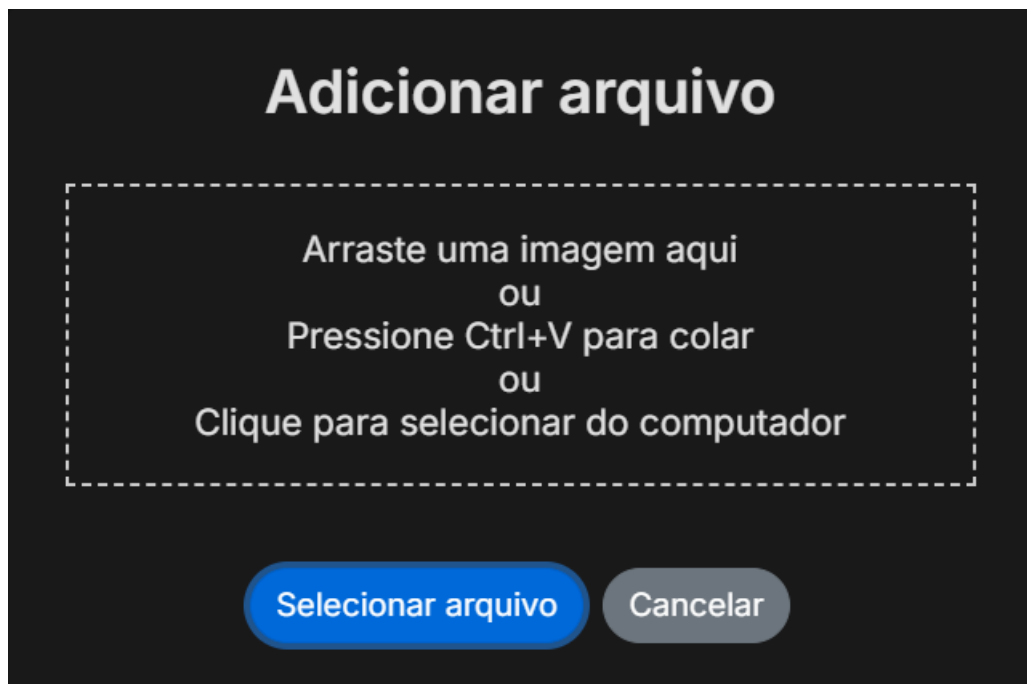 Adicionar arquivo
Arraste uma imagem aqui
ou
Pressione Ctrl+V para colar
ou
Clique para selecionar do computador
Selecionar arquivo
Cancelar